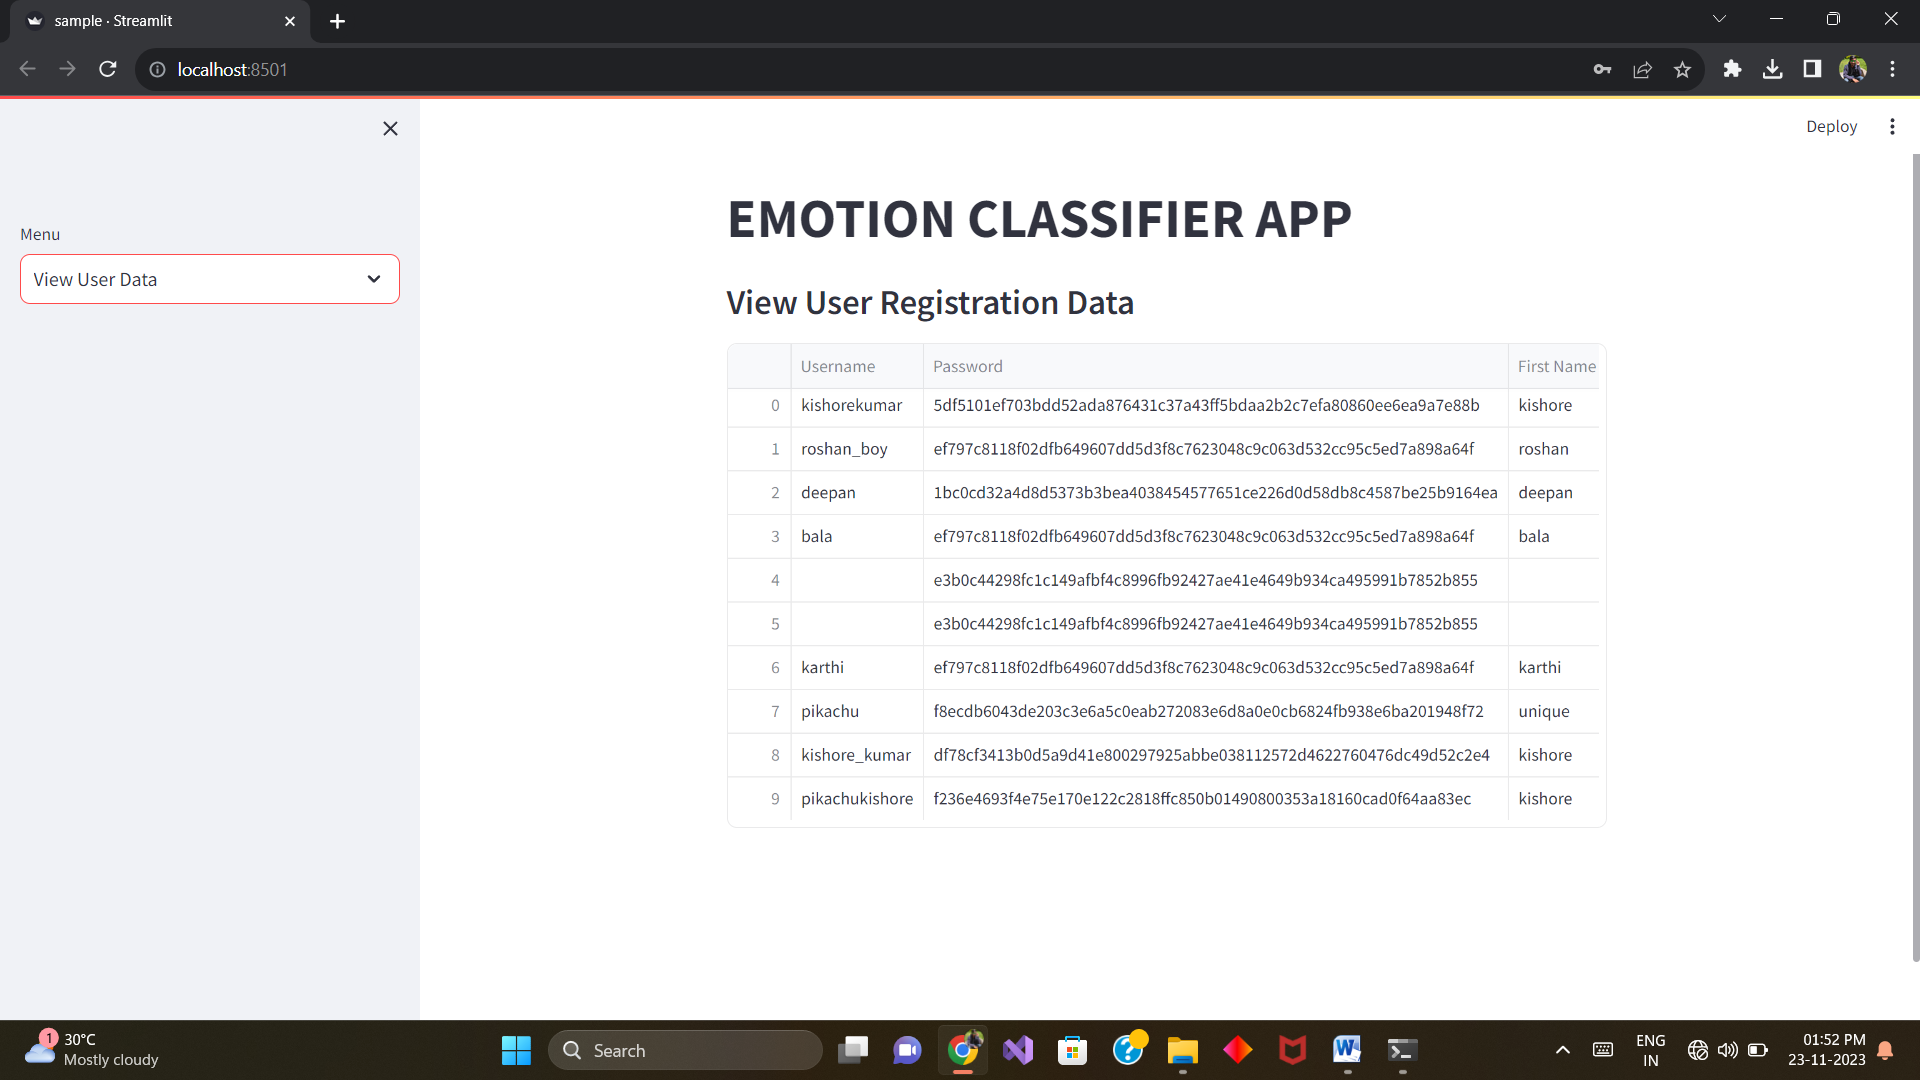 sample · Streamlit
localhost:8501
Deploy
Menu
View User Data
EMOTION CLASSIFIER APP
View User Registration Data
Username Password First Name
0 kishorekumar 5df5101ef703bdd52ada876431c37a43ff5bdaa2b2c7efa80860ee6ea9a7e88b kishore
1 roshan_boy ef797c8118f02dfb649607dd5d3f8c7623048c9c063d532cc95c5ed7a898a64f roshan
2 deepan 1bc0cd32a4d8d5373b3bea4038454577651ce226d0d58db8c4587be25b9164ea deepan
3 bala ef797c8118f02dfb649607dd5d3f8c7623048c9c063d532cc95c5ed7a898a64f bala
4 e3b0c44298fc1c149afbf4c8996fb92427ae41e4649b934ca495991b7852b855
5 e3b0c44298fc1c149afbf4c8996fb92427ae41e4649b934ca495991b7852b855
6 karthi ef797c8118f02dfb649607dd5d3f8c7623048c9c063d532cc95c5ed7a898a64f karthi
7 pikachu f8ecdb6043de203c3e6a5c0eab272083e6d8a0e0cb6824fb938e6ba201948f72 unique
8 kishore_kumar df78cf3413b0d5a9d41e800297925abbe038112572d4622760476dc49d52c2e4 kishore
9 pikachukishore f236e4693f4e75e170e122c2818ffc850b01490800353a18160cad0f64aa83ec kishore
1
30°C
Mostly cloudy
Search
ENG
IN
01:52 PM
23-11-2023